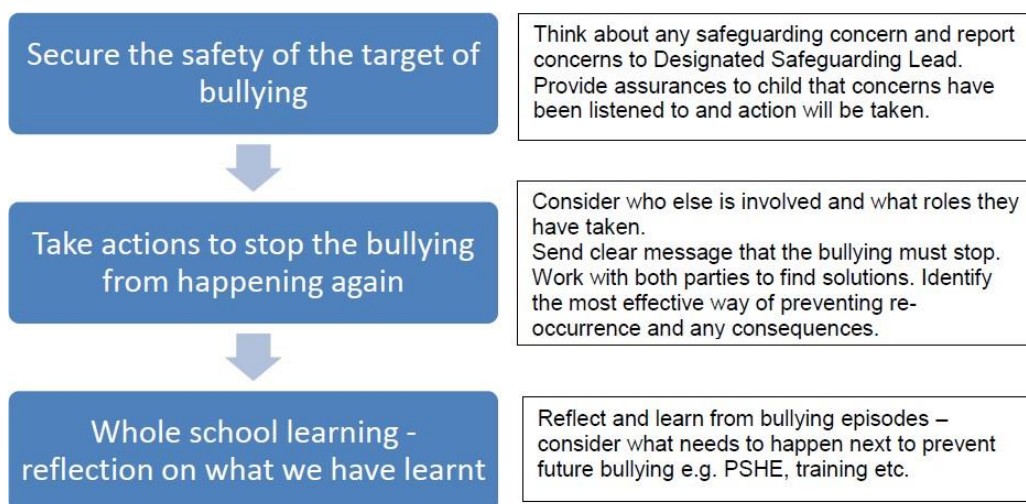 Secure the safety of the target of
bullying
Think about any safeguarding concern and report
concerns to Designated Safeguarding Lead.
Provide assurances to child that concerns have
been listened to and action will be taken.
Take actions to stop the bullying
from happening again
Consider who else is involved and what roles they
have taken.
Send clear message that the bullying must stop.
Work with both parties to find solutions. Identify
the most effective way of preventing re-
occurrence and any consequences.
Whole school learning -
reflection on what we have learnt
Reflect and learn from bullying episodes –
consider what needs to happen next to prevent
future bullying e.g. PSHE, training etc.